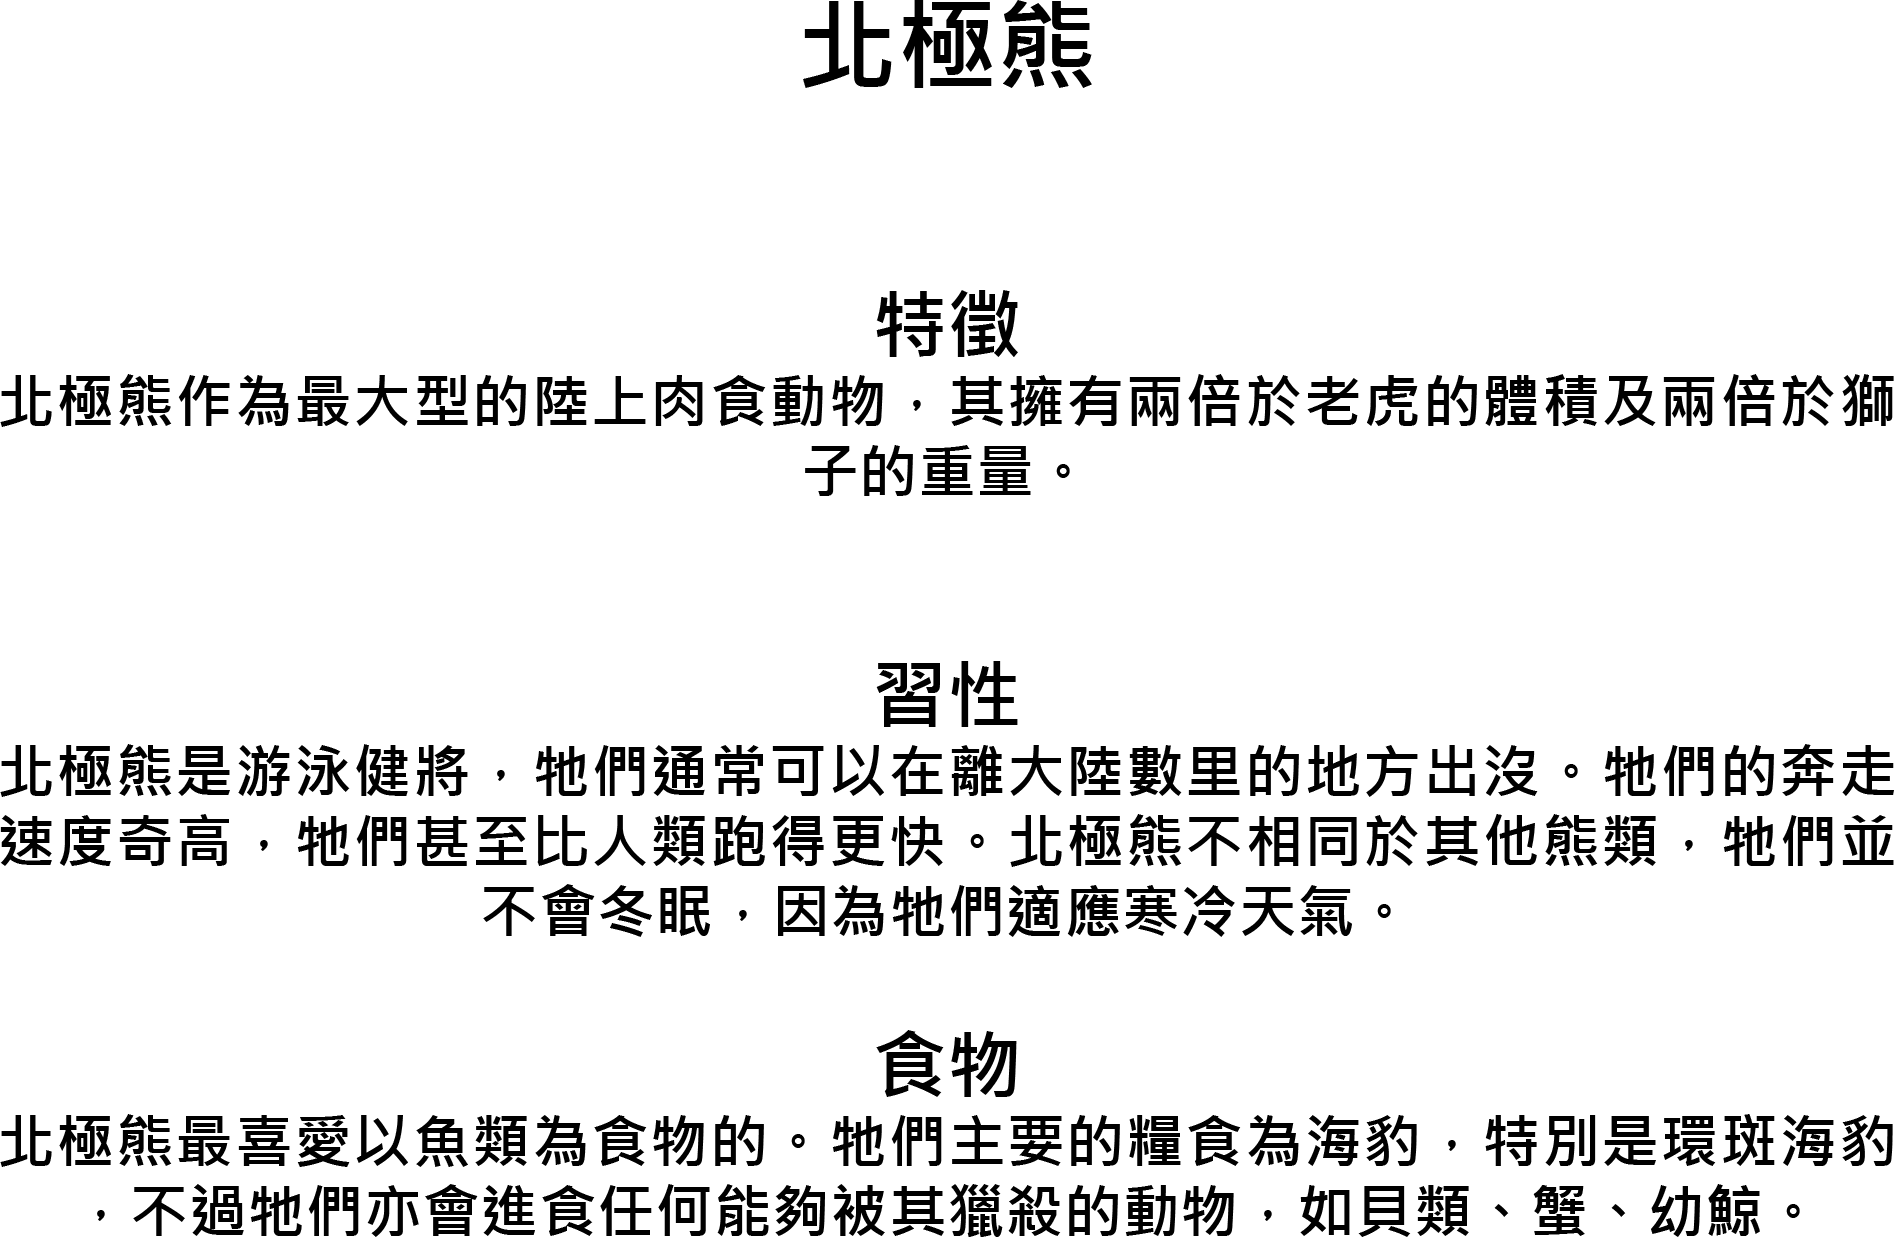 北極熊
特徵
北極熊作為最大型的陸上肉食動物，其擁有兩倍於老虎的體積及兩倍於獅
子的重量。
習性
北極熊是游泳健將，牠們通常可以在離大陸數里的地方出沒。牠們的奔走
速度奇高，牠們甚至比人類跑得更快。北極熊不相同於其他熊類，牠們並
不會冬眠，因為牠們適應寒冷天氣。
食物
北極熊最喜愛以魚類為食物的。牠們主要的糧食為海豹，特別是環斑海豹
，不過牠們亦會進食任何能夠被其獵殺的動物，如貝類、蟹、幼鯨。